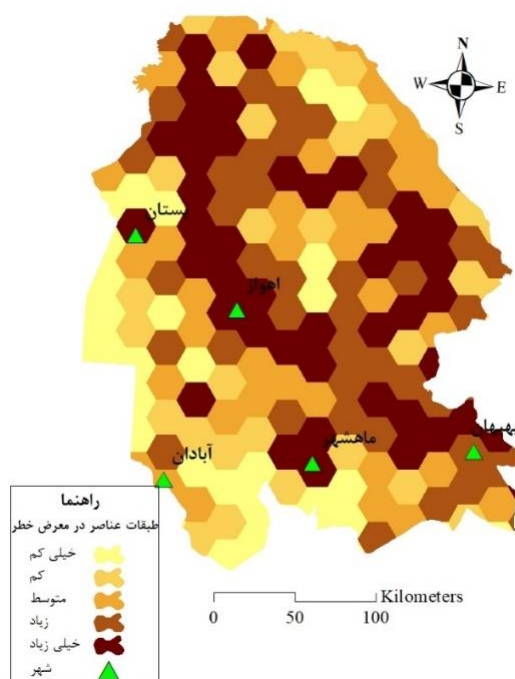 N
W E
S
بستان
اهواز
بهبهان
ماهشهر
آبادان
راهنما
طبقات عناصر در معرض خطر
خیلی کم
کم
متوسط
زیاد
خیلی زیاد
شهر
Kilometers
0 50 100